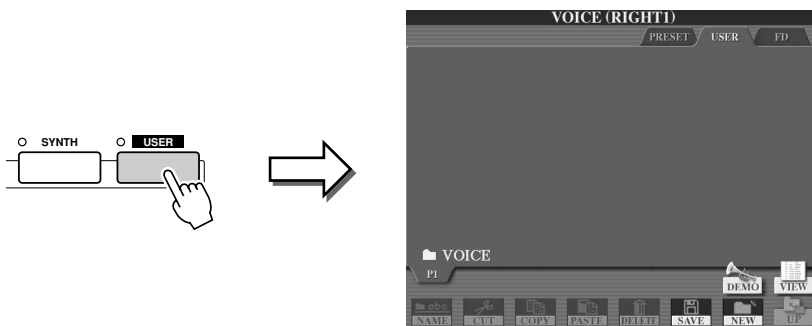 SYNTH USER
VOICE (RIGHT1)
PRESET USER FD
VOICE
P1
DEMO VIEW
abc
NAME CUT COPY PASTE DELETE SAVE NEW UP